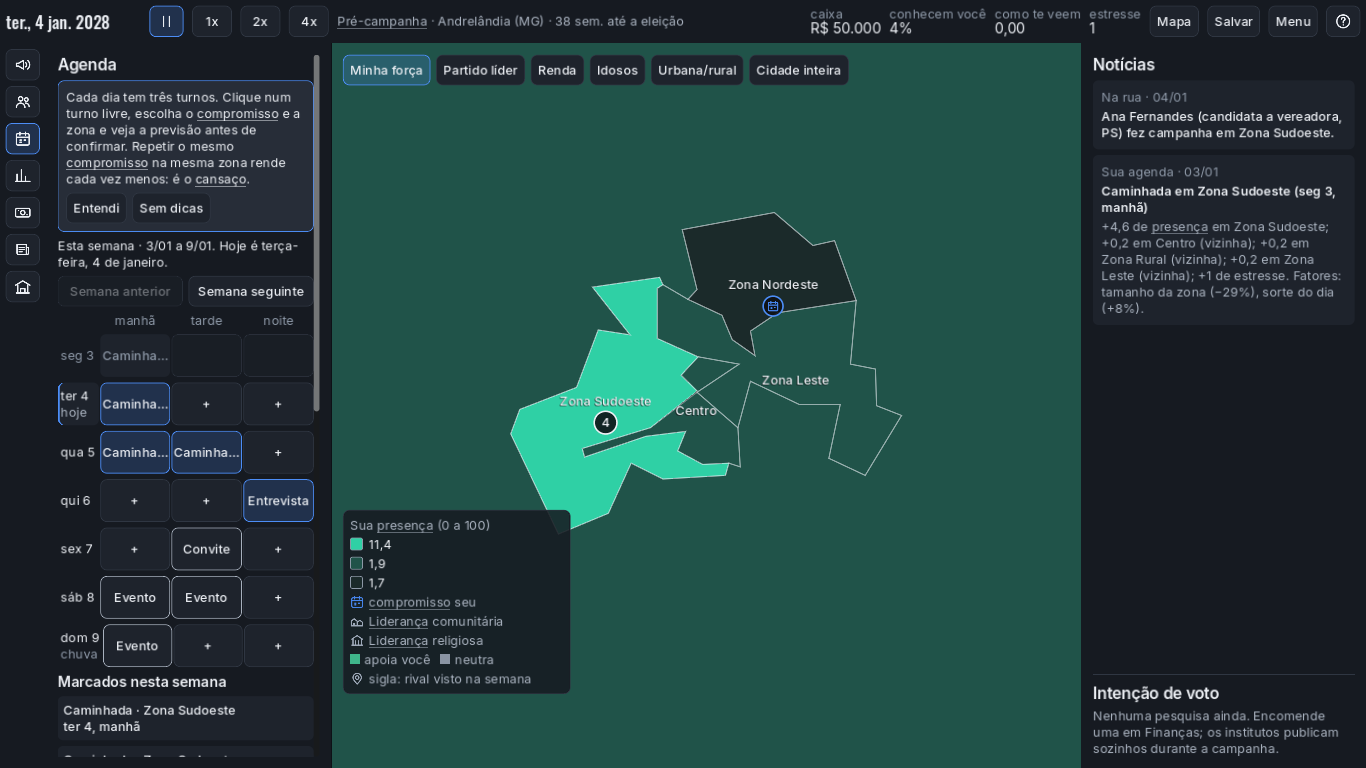 ter., 4 jan. 2028
1x
2x
4x
Pré-campanha · Andrelândia (MG) · 38 sem. até a eleição
caixa
R$ 50.000
conhecem você
4%
como te veem
0,00
estresse
1
Mapa
Salvar
Menu
Agenda
Cada dia tem três turnos. Clique num
turno livre, escolha o compromisso e a
zona e veja a previsão antes de
confirmar. Repetir o mesmo
compromisso na mesma zona rende
cada vez menos: é o cansaço.
Entendi
Sem dicas
Esta semana · 3/01 a 9/01. Hoje é terça-
feira, 4 de janeiro.
Semana anterior
Semana seguinte
manhã tarde noite
seg 3 Caminha...
ter 4 hoje Caminha... + +
qua 5 Caminha... Caminha... +
qui 6 + + Entrevista
sex 7 + Convite +
sáb 8 Evento Evento +
dom 9 chuva Evento + +
Marcados nesta semana
Caminhada · Zona Sudoeste
ter 4, manhã
Minha força
Partido líder
Renda
Idosos
Urbana/rural
Cidade inteira
Zona Nordeste
Zona Leste
Zona Sudoeste
4
Centro
Sua presença (0 a 100)
11,4
1,9
1,7
compromisso seu
Liderança comunitária
Liderança religiosa
apoia você neutra
sigla: rival visto na semana
Notícias
Na rua · 04/01
Ana Fernandes (candidata a vereadora,
PS) fez campanha em Zona Sudoeste.
Sua agenda · 03/01
Caminhada em Zona Sudoeste (seg 3,
manhã)
+4,6 de presença em Zona Sudoeste;
+0,2 em Centro (vizinha); +0,2 em
Zona Rural (vizinha); +0,2 em Zona
Leste (vizinha); +1 de estresse. Fatores:
tamanho da zona (−29%), sorte do dia
(+8%).
Intenção de voto
Nenhuma pesquisa ainda. Encomende
uma em Finanças; os institutos publicam
sozinhos durante a campanha.